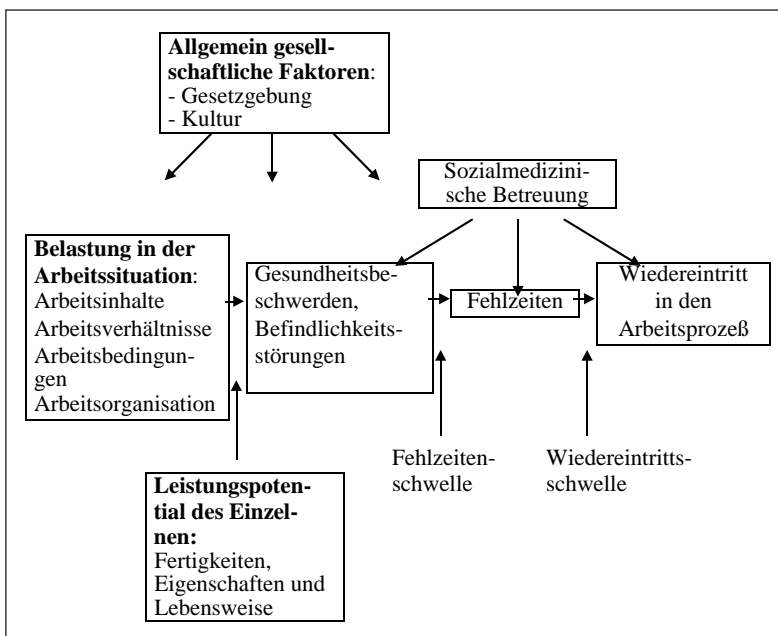 Allgemein gesell-
schaftliche Faktoren:
- Gesetzgebung
- Kultur
Sozialmedizini-
sche Betreuung
Belastung in der
Arbeitssituation:
Arbeitsinhalte
Arbeitsverhältnisse
Arbeitsbedingun-
gen
Arbeitsorganisation
Gesundheitsbe-
schwerden,
Befindlichkeits-
störungen
Fehlzeiten
Wiedereintritt
in den
Arbeitsprozeß
Fehlzeiten-
schwelle
Wiedereintritts-
schwelle
Leistungspoten-
tial des Einzel-
nen:
Fertigkeiten,
Eigenschaften und
Lebensweise